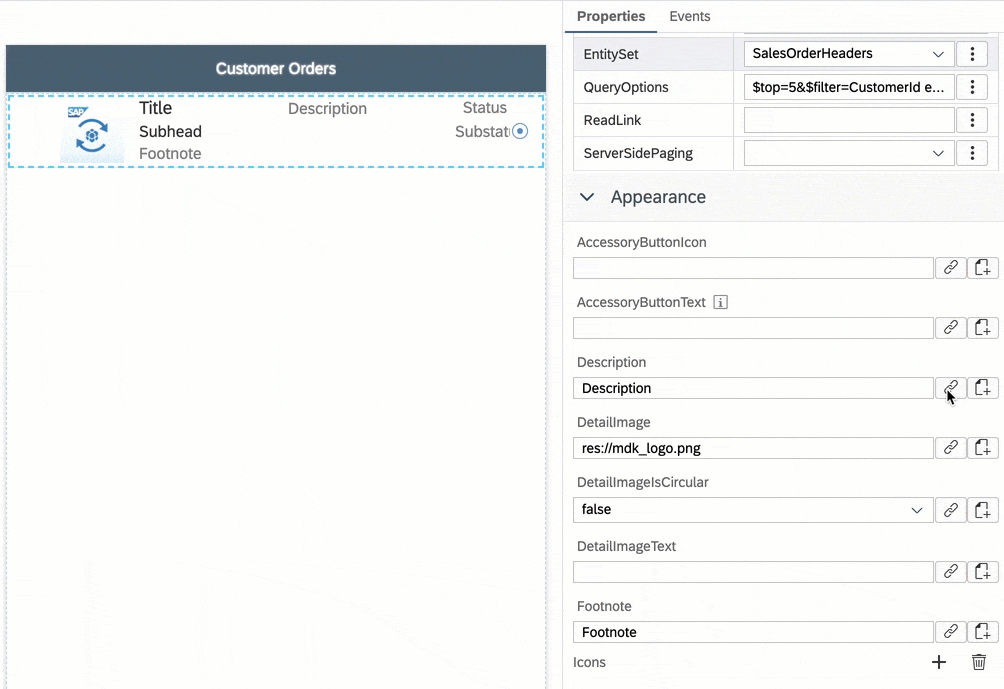 Customer Orders
SAP
Title
Description
Status
Subhead
Substat
Footnote
Properties
Events
EntitySet
SalesOrderHeaders
QueryOptions
$top=5&$filter=CustomerId e...
ReadLink
ServerSidePaging
Appearance
AccessoryButtonIcon
AccessoryButtonText
Description
Description
DetailImage
res://mdk_logo.png
DetailImageIsCircular
false
DetailImageText
Footnote
Footnote
Icons